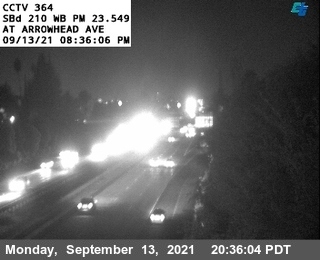 CCTV 364
SBd 210 WB PM 23.549
AT ARROWHEAD AVE
09/13/21 08:36:06 PM
Monday, September 13, 2021 20:36:04 PDT